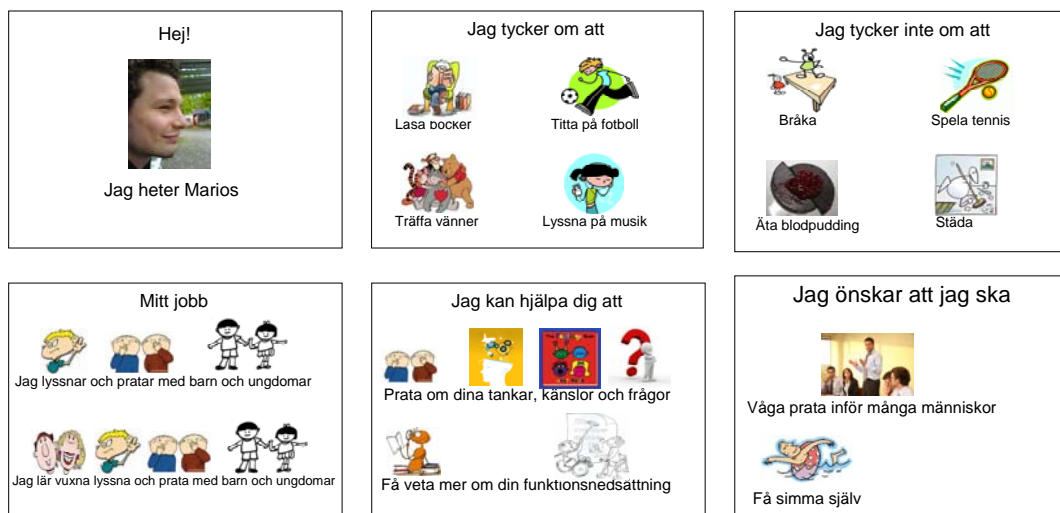 Hej!
Jag heter Marios
Jag tycker om att
Lasa bocker
Titta på fotboll
Träffa vänner
Lyssna på musik
Jag tycker inte om att
Bråka
Spela tennis
Äta blodpudding
Städa
Mitt jobb
Jag lyssnar och pratar med barn och ungdomar
Jag lär vuxna lyssna och prata med barn och ungdomar
Jag kan hjälpa dig att
Prata om dina tankar, känslor och frågor
Få veta mer om din funktionsnedsättning
Jag önskar att jag ska
Våga prata inför många människor
Få simma själv